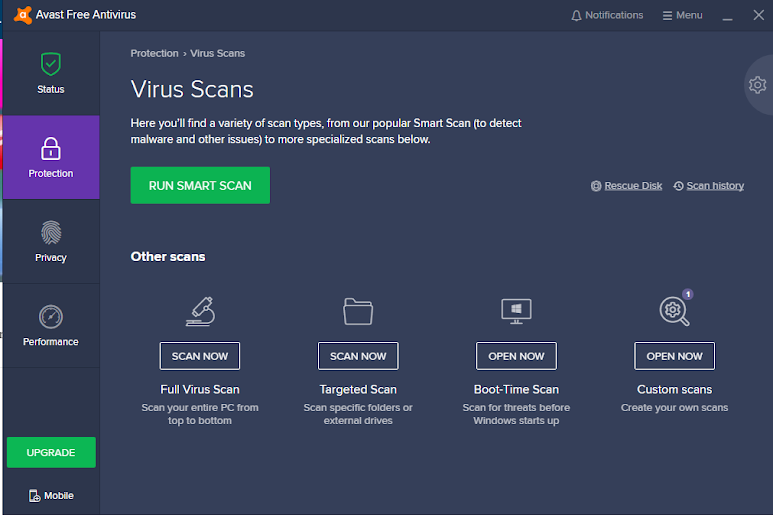 Avast Free Antivirus
Notifications
Menu
Status
Protection
Privacy
Performance
UPGRADE
Mobile
Protection › Virus Scans
Virus Scans
Here you'll find a variety of scan types, from our popular Smart Scan (to detect
malware and other issues) to more specialized scans below.
RUN SMART SCAN
Rescue Disk
Scan history
Other scans
SCAN NOW
Full Virus Scan
Scan your entire PC from
top to bottom
SCAN NOW
Targeted Scan
Scan specific folders or
external drives
OPEN NOW
Boot-Time Scan
Scan for threats before
Windows starts up
1
OPEN NOW
Custom scans
Create your own scans